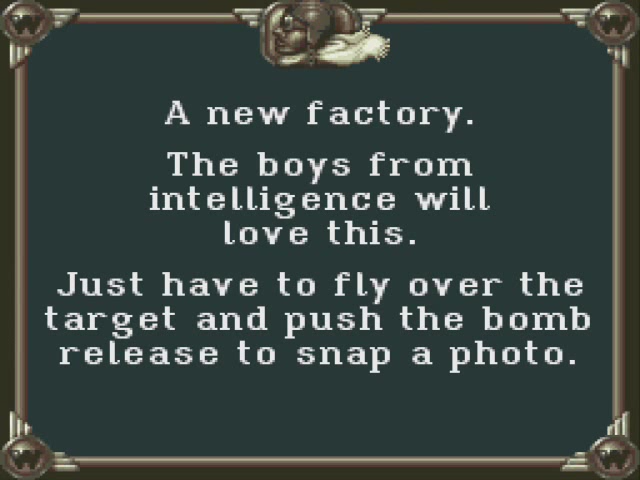 A new factory.
The boys from
intelligence will
love this.
Just have to fly over the
target and push the bomb
release to snap a photo.